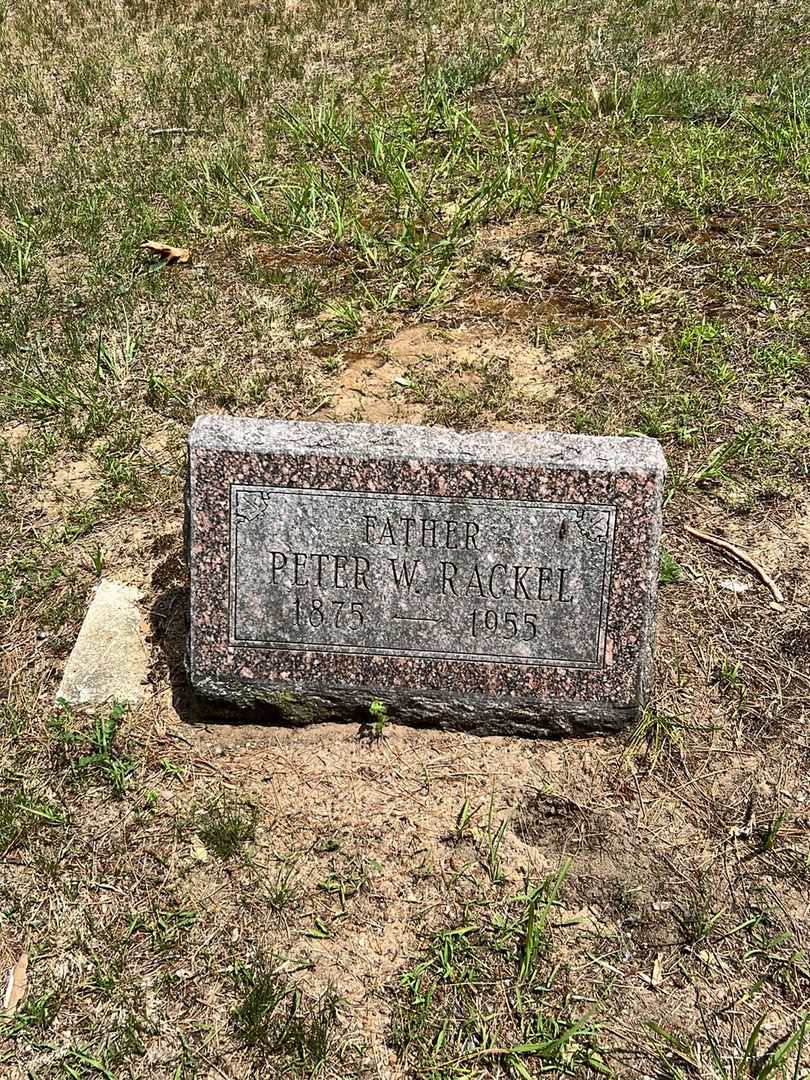 FATHER
PETER W. RACKEL
1875 — 1955